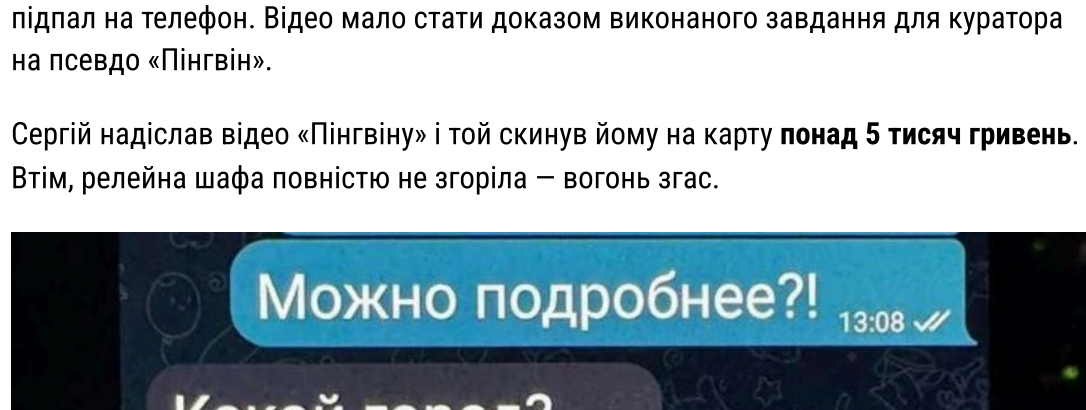 підпал на телефон. Відео мало стати доказом виконаного завдання для куратора
на псевдо «Пінгвін».
Сергій надіслав відео «Пінгвіну» і той скинув йому на карту понад 5 тисяч гривень.
Втім, релейна шафа повністю не згоріла — вогонь згас.
Можно подробнее?!
13:08
Какой город?